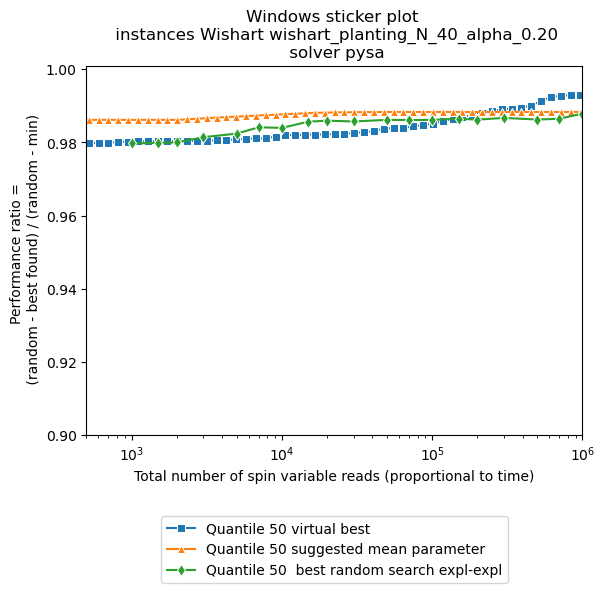 Windows sticker plot
instances Wishart wishart_planting_N_40_alpha_0.20
solver pysa
Performance ratio =
(random - best found) / (random - min)
1.00
0.98
0.96
0.94
0.92
0.90
10³ 10⁴ 10⁵ 10⁶
Total number of spin variable reads (proportional to time)
Quantile 50 virtual best
Quantile 50 suggested mean parameter
Quantile 50  best random search expl-expl